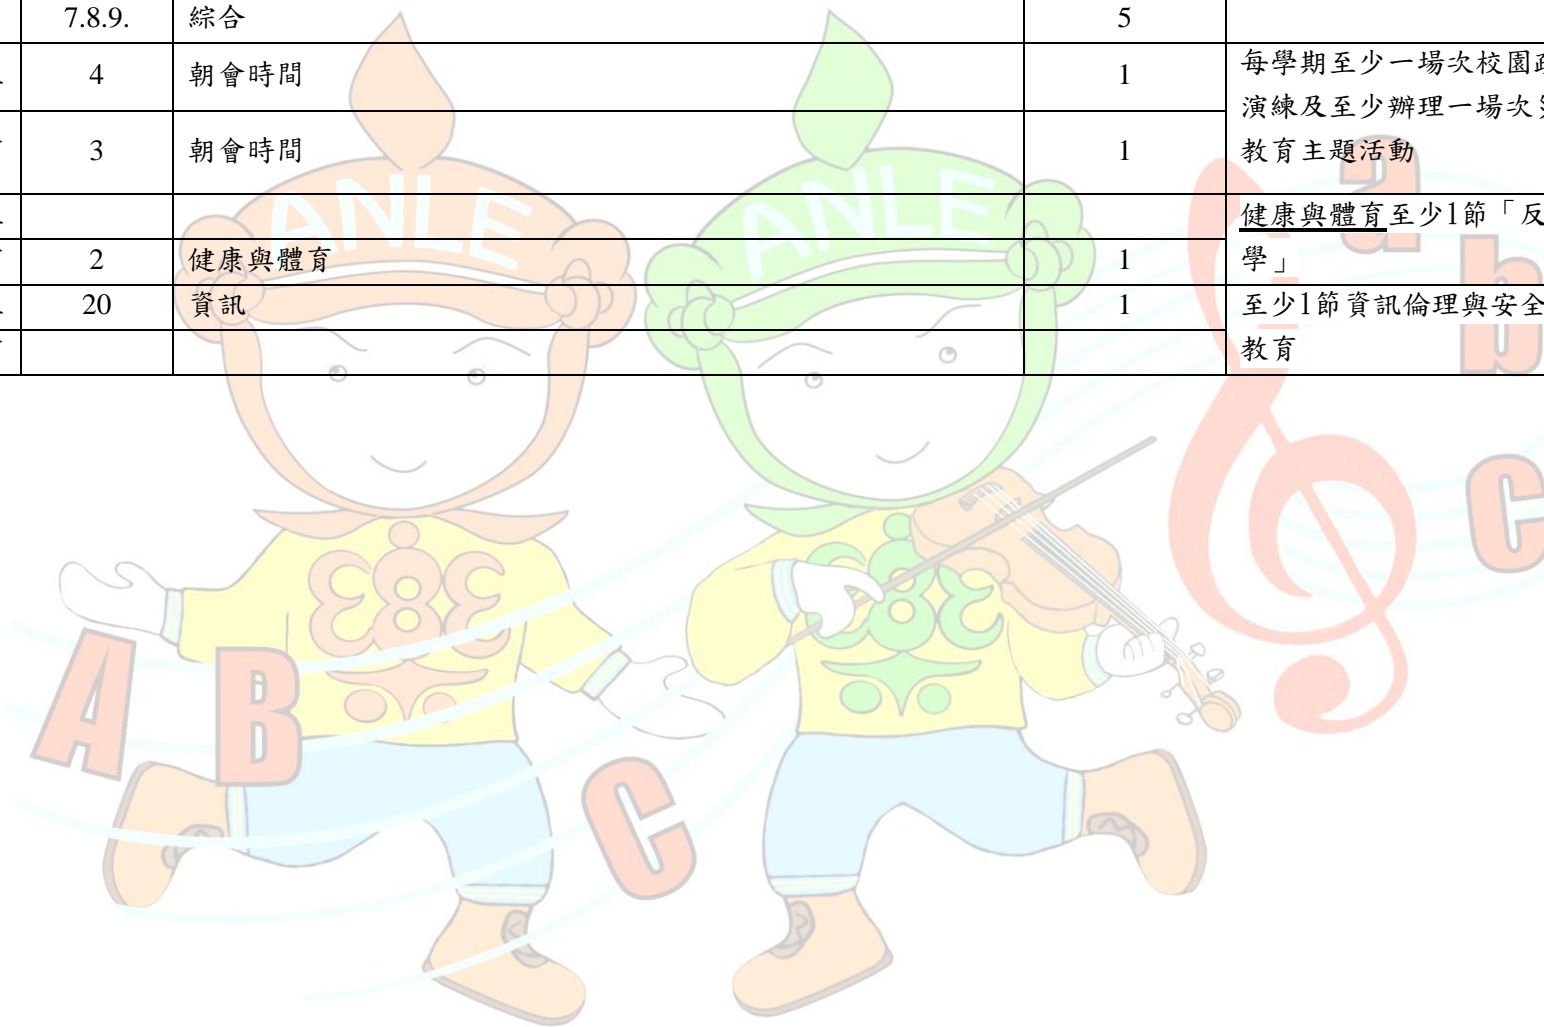 7.8.9. 綜合 5
4 朝會時間 1 每學期至少一場次校園
演練及至少辦理一場次
3 朝會時間 1 教育主題活動
健康與體育至少1節「反
2 健康與體育 1 學」
20 資訊 1 至少1節資訊倫理與安全
教育
ANLE ANLE
a
b
b
C
A B C